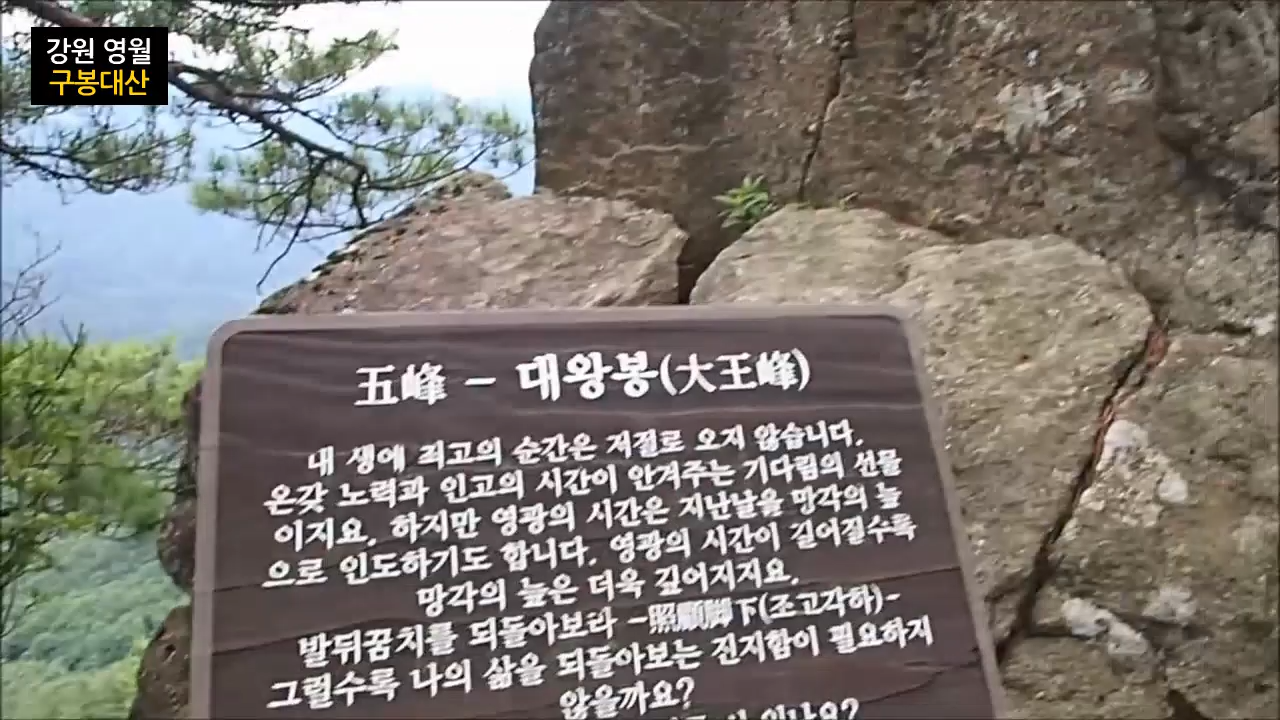 강원 영월
구봉대산
五峰 - 대왕봉(大王峰)
내 생에 최고의 순간은 저절로 오지 않습니다.
온갖 노력과 인고의 시간이 안겨주는 기다림의 선물
이지요. 하지만 영광의 시간은 지난날을 망각의 늪
으로 인도하기도 합니다. 영광의 시간이 길어질수록
망각의 늪은 더욱 깊어지지요.
발뒤꿈치를 되돌아보라 -照顧脚下(조고각하)-
그럴수록 나의 삶을 되돌아보는 진지함이 필요하지
않을까요?